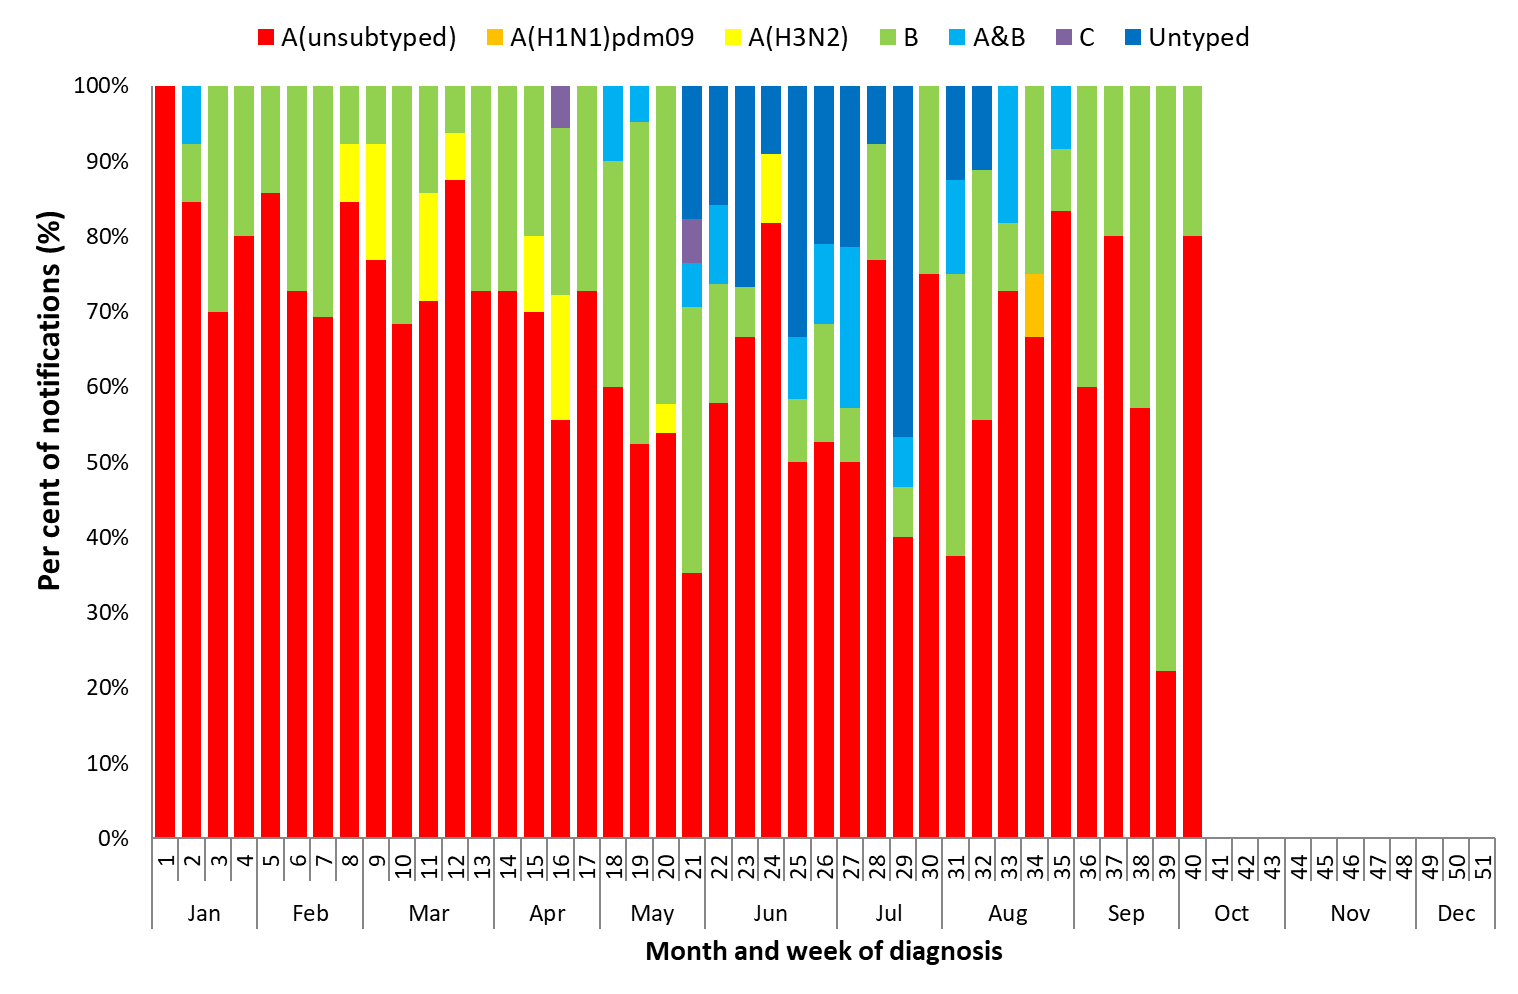 A(unsubtyped) A(H1N1)pdm09 A(H3N2) B A&B C Untyped
100%
90%
80%
70%
60%
50%
40%
30%
20%
10%
0%
Per cent of notifications (%)
1 2 3 4 5 6 7 8 9 10 11 12 13 14 15 16 17 18 19 20 21 22 23 24 25 26 27 28 29 30 31 32 33 34 35 36 37 38 39 40 41 42 43 44 45 46 47 48 49 50 51
Jan Feb Mar Apr May Jun Jul Aug Sep Oct Nov Dec
Month and week of diagnosis